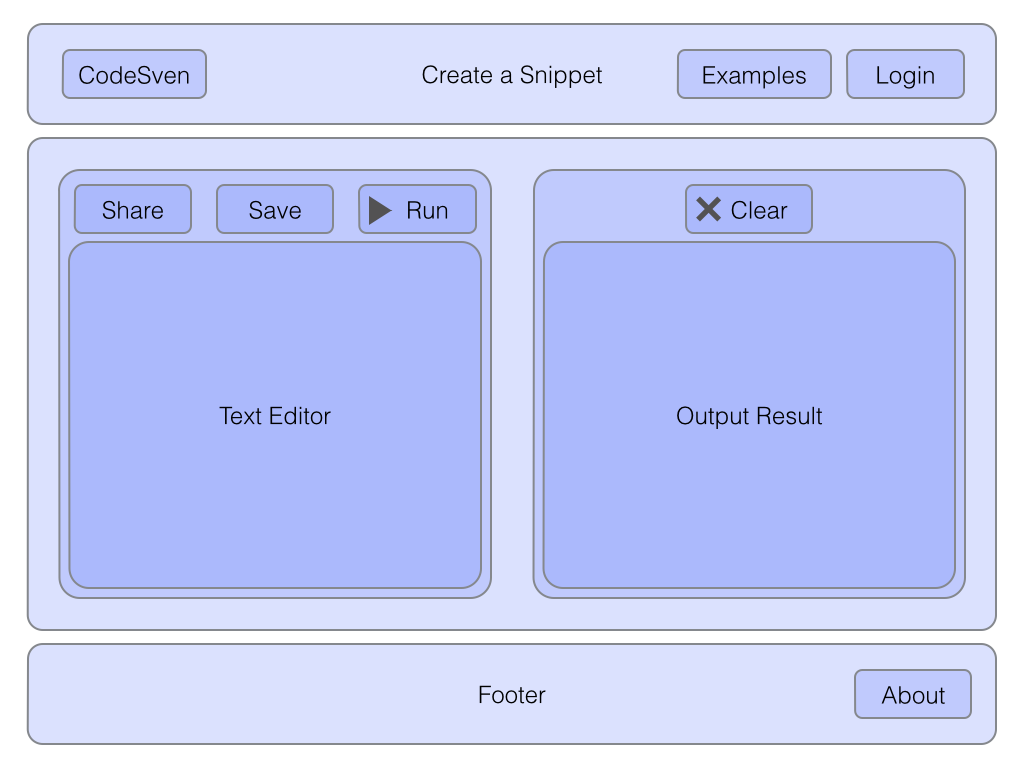 CodeSven
Create a Snippet
Examples
Login
Share
Save
Run
Clear
Text Editor
Output Result
Footer
About